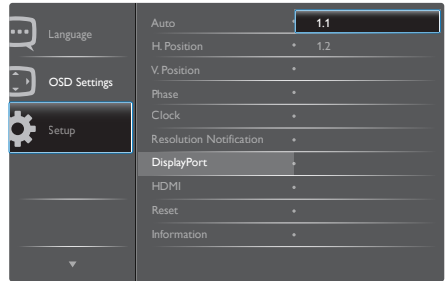 Language
OSD Settings
Setup
Auto
H. Position
V. Position
Phase
Clock
Resolution Notification
DisplayPort
HDMI
Reset
Information
1.1
1.2